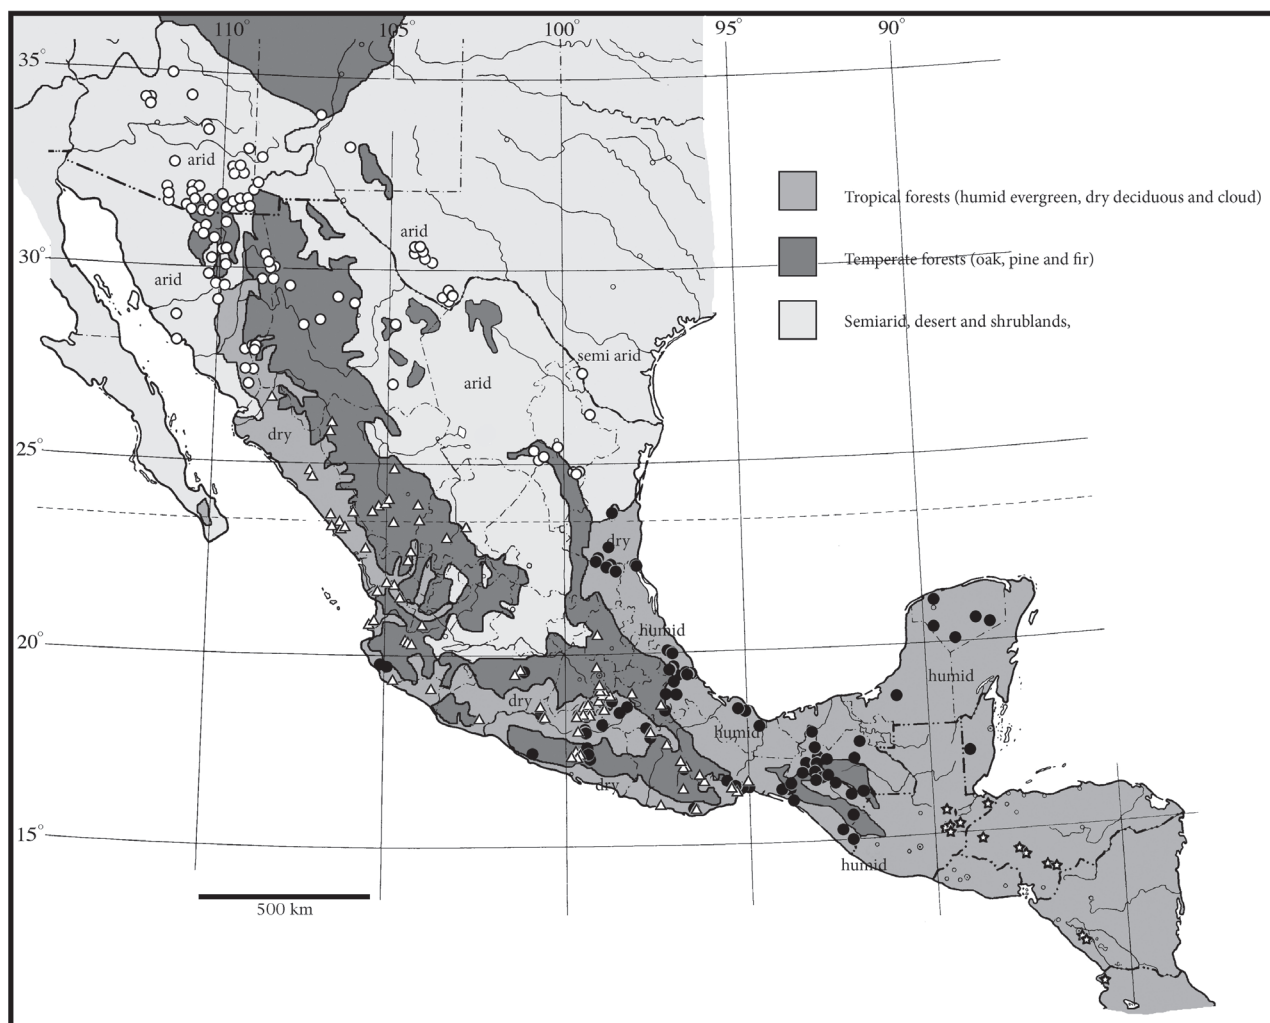 110° 105° 100° 95° 90°
35°
arid
Tropical forests (humid evergreen, dry deciduous and cloud)
arid
30°
Temperate forests (oak, pine and fir)
arid
Semiarid, desert and shrublands,
semi arid
arid
dry
25°
dry
humid
20°
humid
dry
humid
dry
15°
humid
500 km